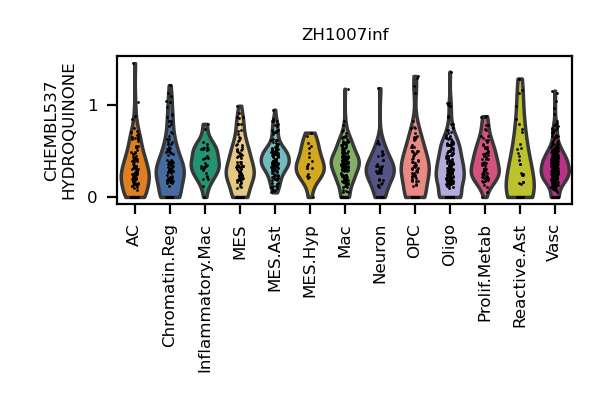 ZH1007inf
CHEMBL537
HYDROQUINONE
1
0
AC
Chromatin.Reg
Inflammatory.Mac
MES
MES.Ast
MES.Hyp
Mac
Neuron
OPC
Oligo
Prolif.Metab
Reactive.Ast
Vasc